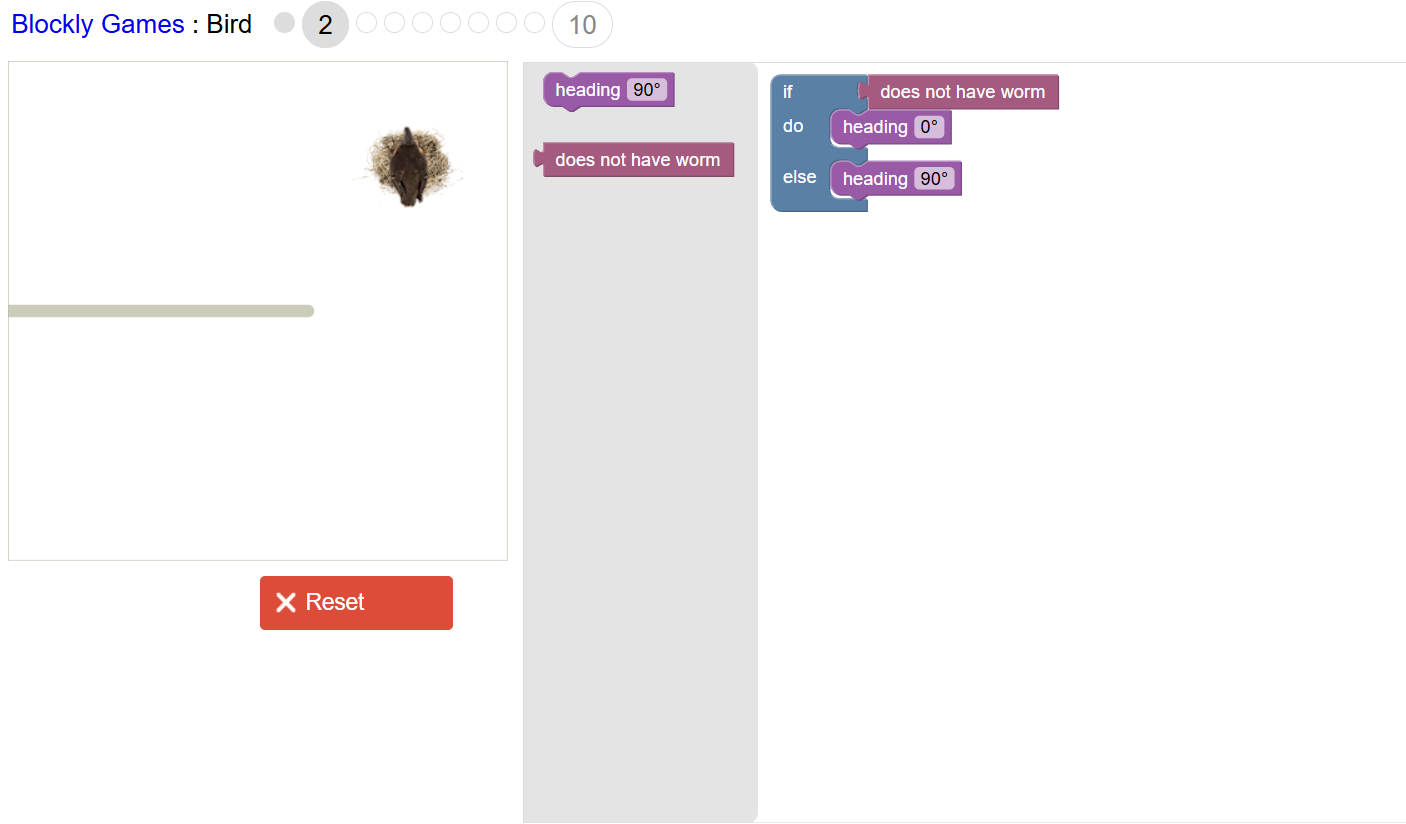 Blockly Games : Bird 2 10
heading 90°
does not have worm
if does not have worm
do heading 0°
else heading 90°
Reset